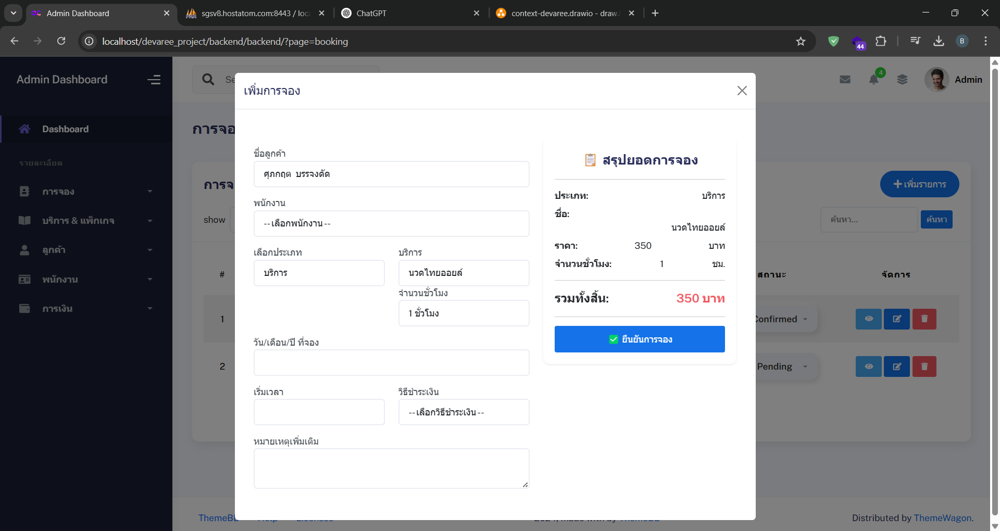 Admin Dashboard
sgsv8.hostatom.com:8443 / loca
ChatGPT
context-devaree.drawio - draw.i
localhost/devaree_project/backend/backend/?page=booking
44
B
Admin Dashboard
4
Admin
Dashboard
รายละเอียด
การจอง
บริการ & แพ็กเกจ
ลูกค้า
พนักงาน
การเงิน
เพิ่มการจอง
ชื่อลูกค้า
ศุภกฤต บรรจงดัด
พนักงาน
--เลือกพนักงาน--
เลือกประเภท
บริการ
บริการ
นวดไทยออยล์
จำนวนชั่วโมง
1 ชั่วโมง
วัน/เดือน/ปี ที่จอง
เริ่มเวลา
วิธีชำระเงิน
--เลือกวิธีชำระเงิน--
หมายเหตุเพิ่มเติม
📋 สรุปยอดการจอง
ประเภท: บริการ
ชื่อ:
นวดไทยออยล์
ราคา: 350 บาท
จำนวนชั่วโมง: 1 ชม.
รวมทั้งสิ้น: 350 บาท
✅ ยืนยันการจอง
เพิ่มรายการ
show
ค้นหา...
ค้นหา
#
สถานะ
จัดการ
1
Confirmed
2
Pending
Distributed by ThemeWagon.